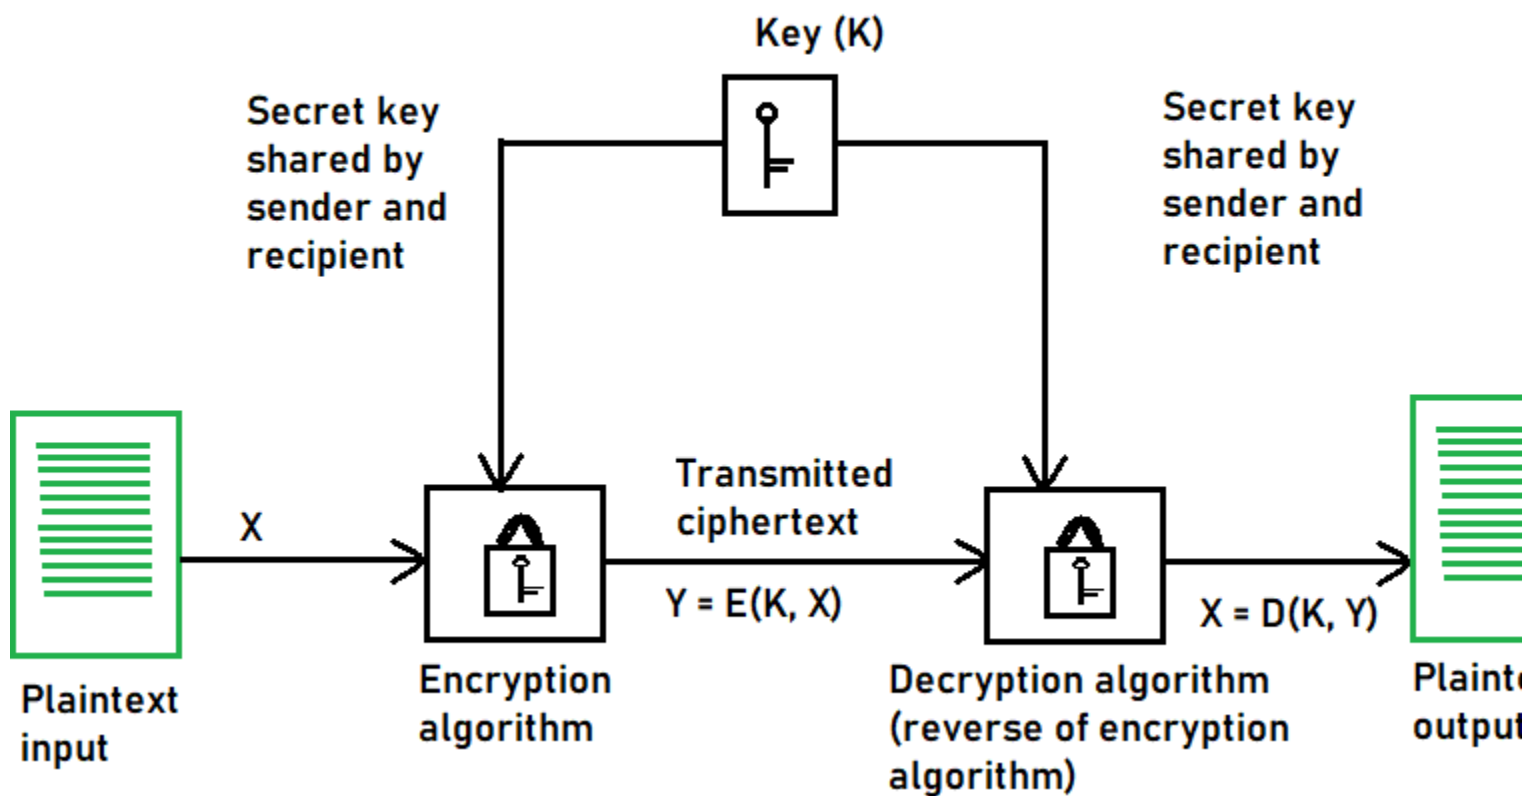 Key (K)
Secret key
shared by
sender and
recipient
Secret key
shared by
sender and
recipient
X
Transmitted
ciphertext
Y = E(K, X)
X = D(K, Y)
Plaintext
input
Encryption
algorithm
Decryption algorithm
(reverse of encryption
algorithm)
output